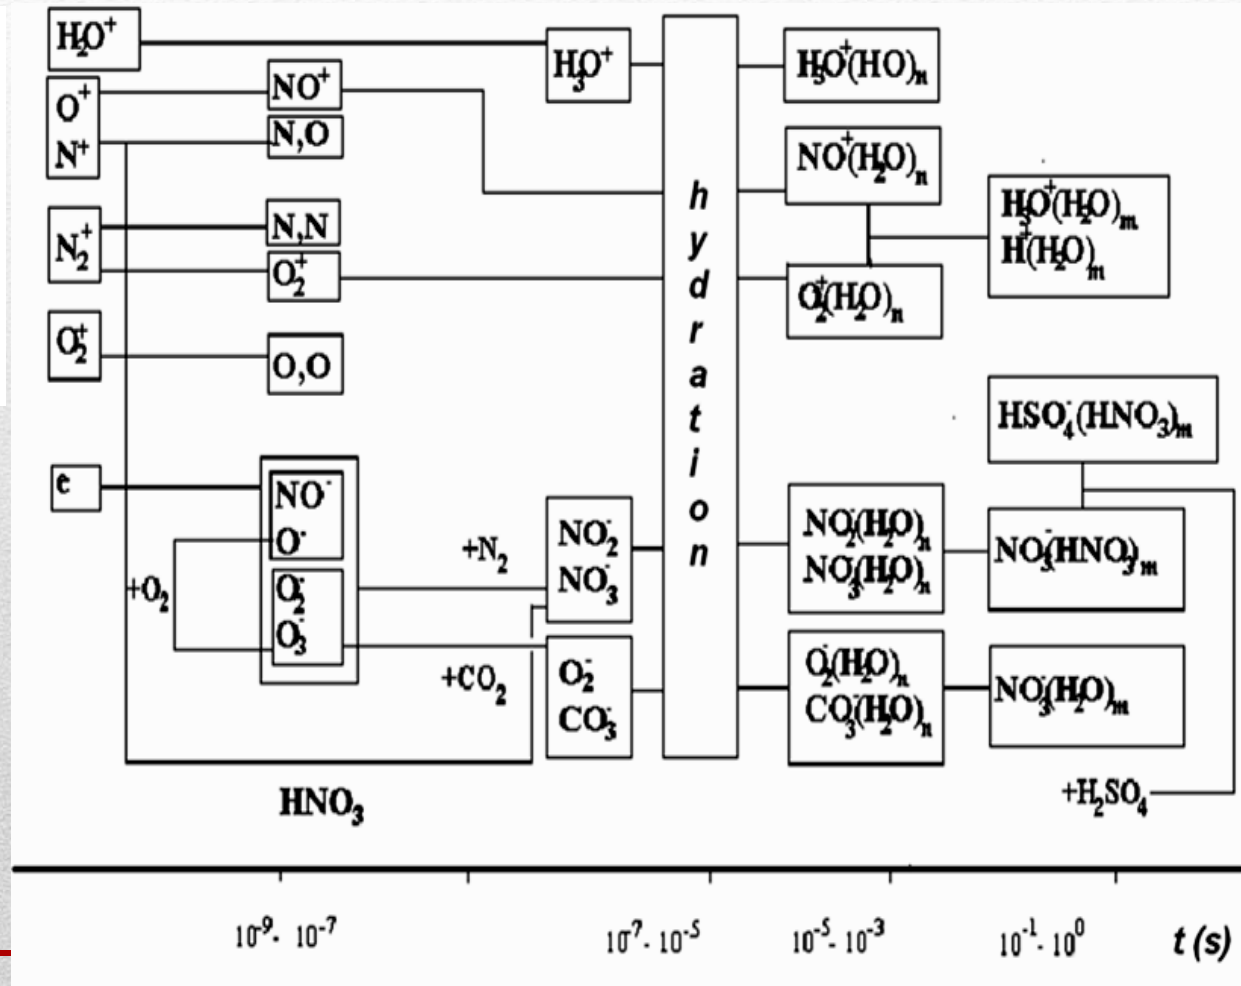 H₂O⁺
O⁺
N⁺
N₂⁺
O₂⁺
e
NO⁺
N,O
N,N
O₂⁺
O,O
NO⁻
O⁻
O₂⁻
O₃⁻
+O₂
HNO₃
+N₂
+CO₂
H₃O⁺
NO₂⁻
NO₃⁻
O₂⁻
CO₃⁻
hydration
H₃O⁺(HO)ₙ
NO⁺(H₂O)ₙ
O₂⁺(H₂O)ₙ
NO₂⁻(H₂O)ₙ
NO₃⁻(H₂O)ₙ
O₂⁻(H₂O)ₙ
CO₃⁻(H₂O)ₙ
H₃O⁺(H₂O)ₘ
H⁺(H₂O)ₘ
HSO₄⁻(HNO₃)ₘ
NO₃⁻(HNO₃)ₘ
NO₃⁻(H₂O)ₘ
+H₂SO₄
10⁻⁹- 10⁻⁷
10⁻⁷- 10⁻⁵
10⁻⁵- 10⁻³
10⁻¹- 10⁰
t (s)